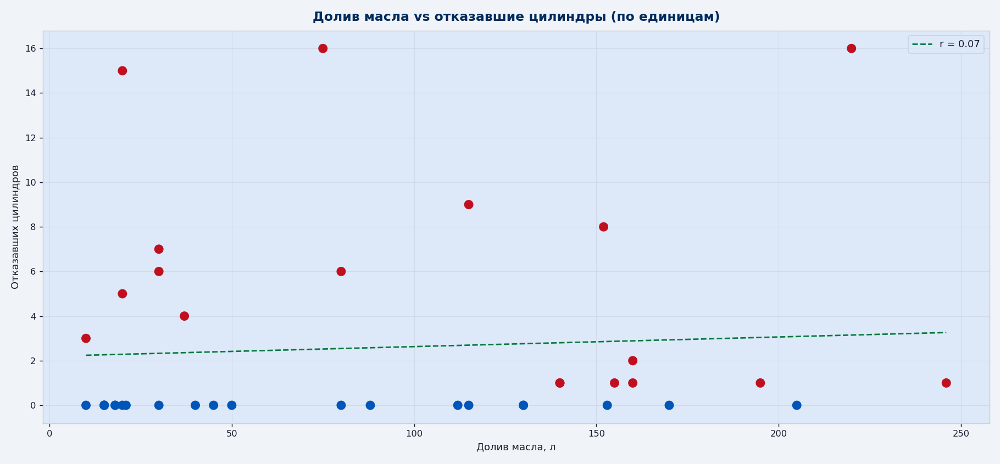 Долив масла vs отказавшие цилиндры (по единицам)
r = 0.07
Отказавших цилиндров
16
14
12
10
8
6
4
2
0
0 50 100 150 200 250
Долив масла, л